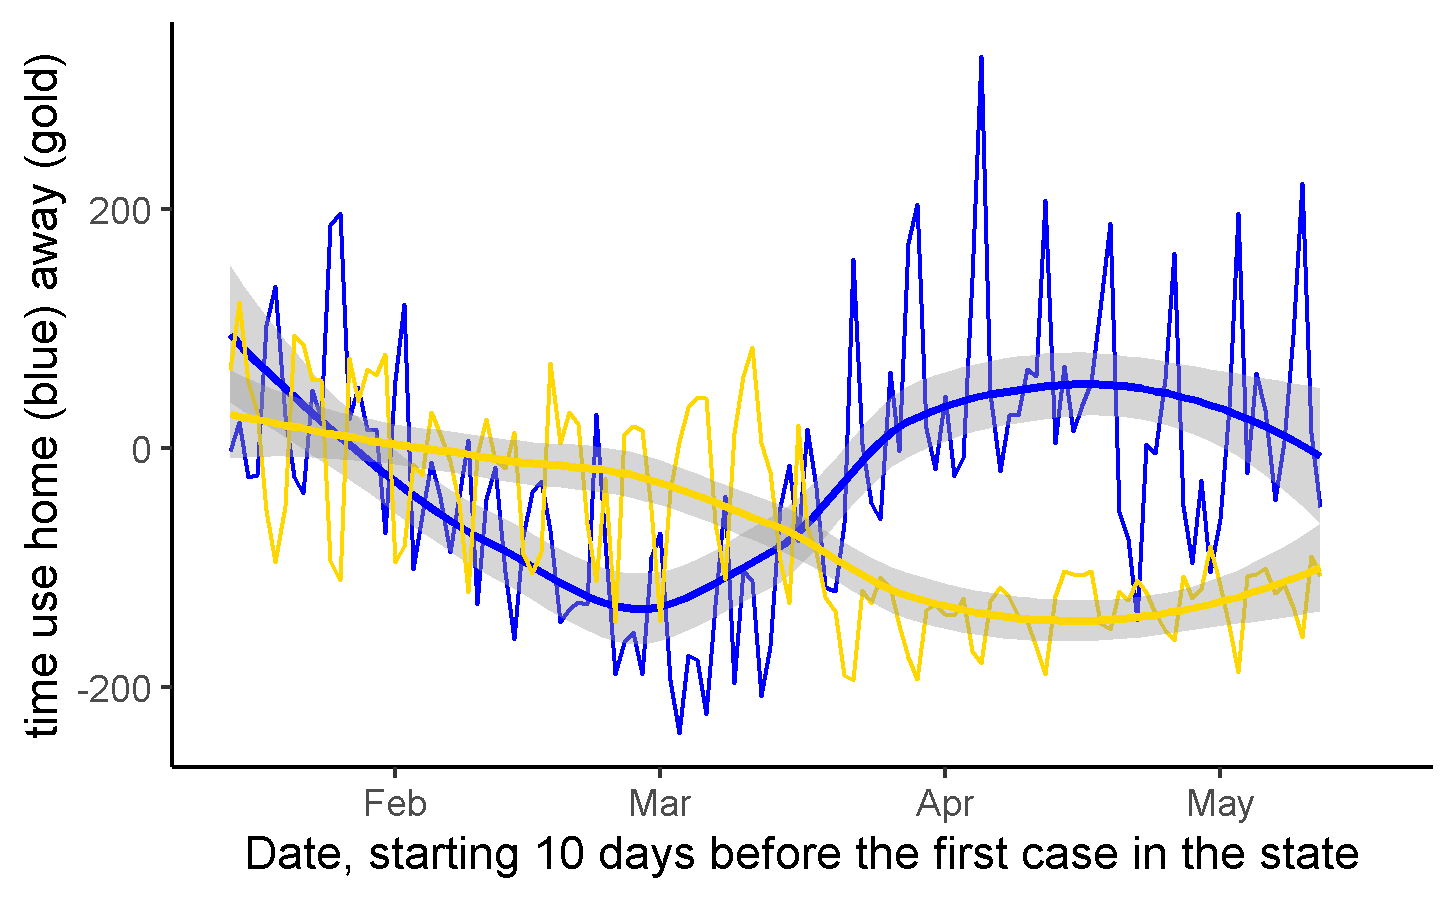 time use home (blue) away (gold)
200
0
-200
Feb Mar Apr May
Date, starting 10 days before the first case in the state